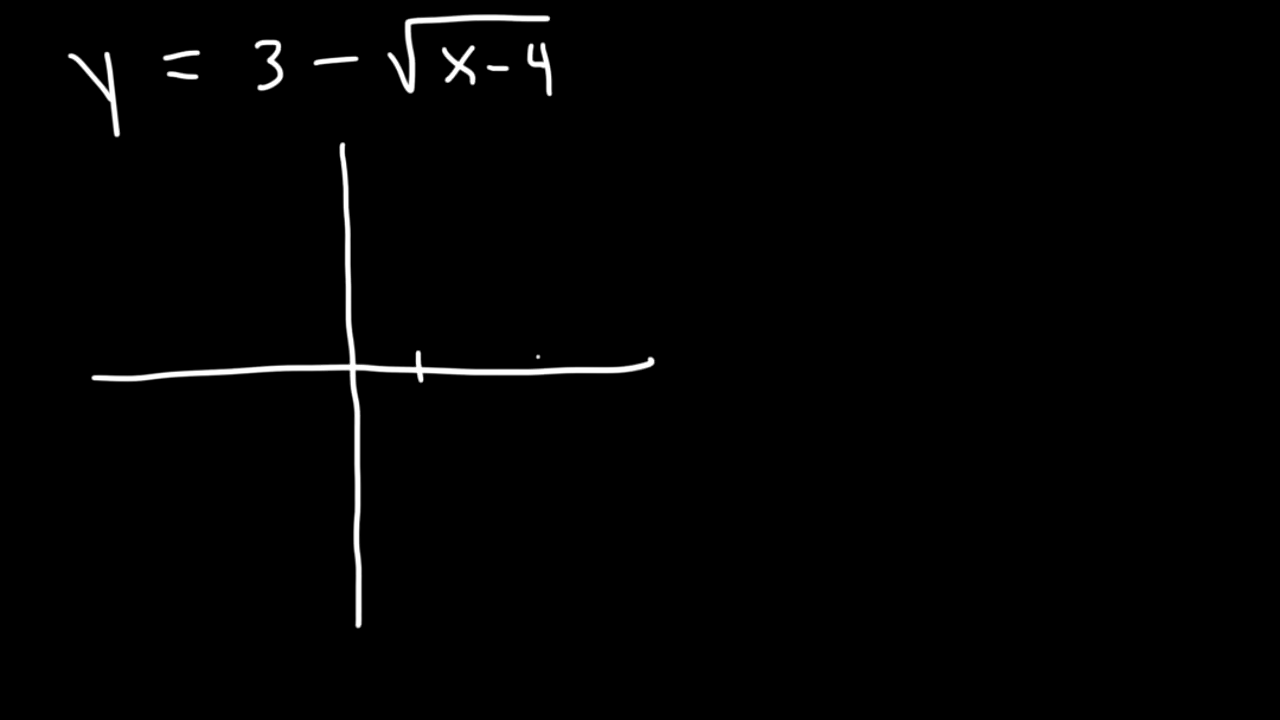 y = 3 - √(x-4)